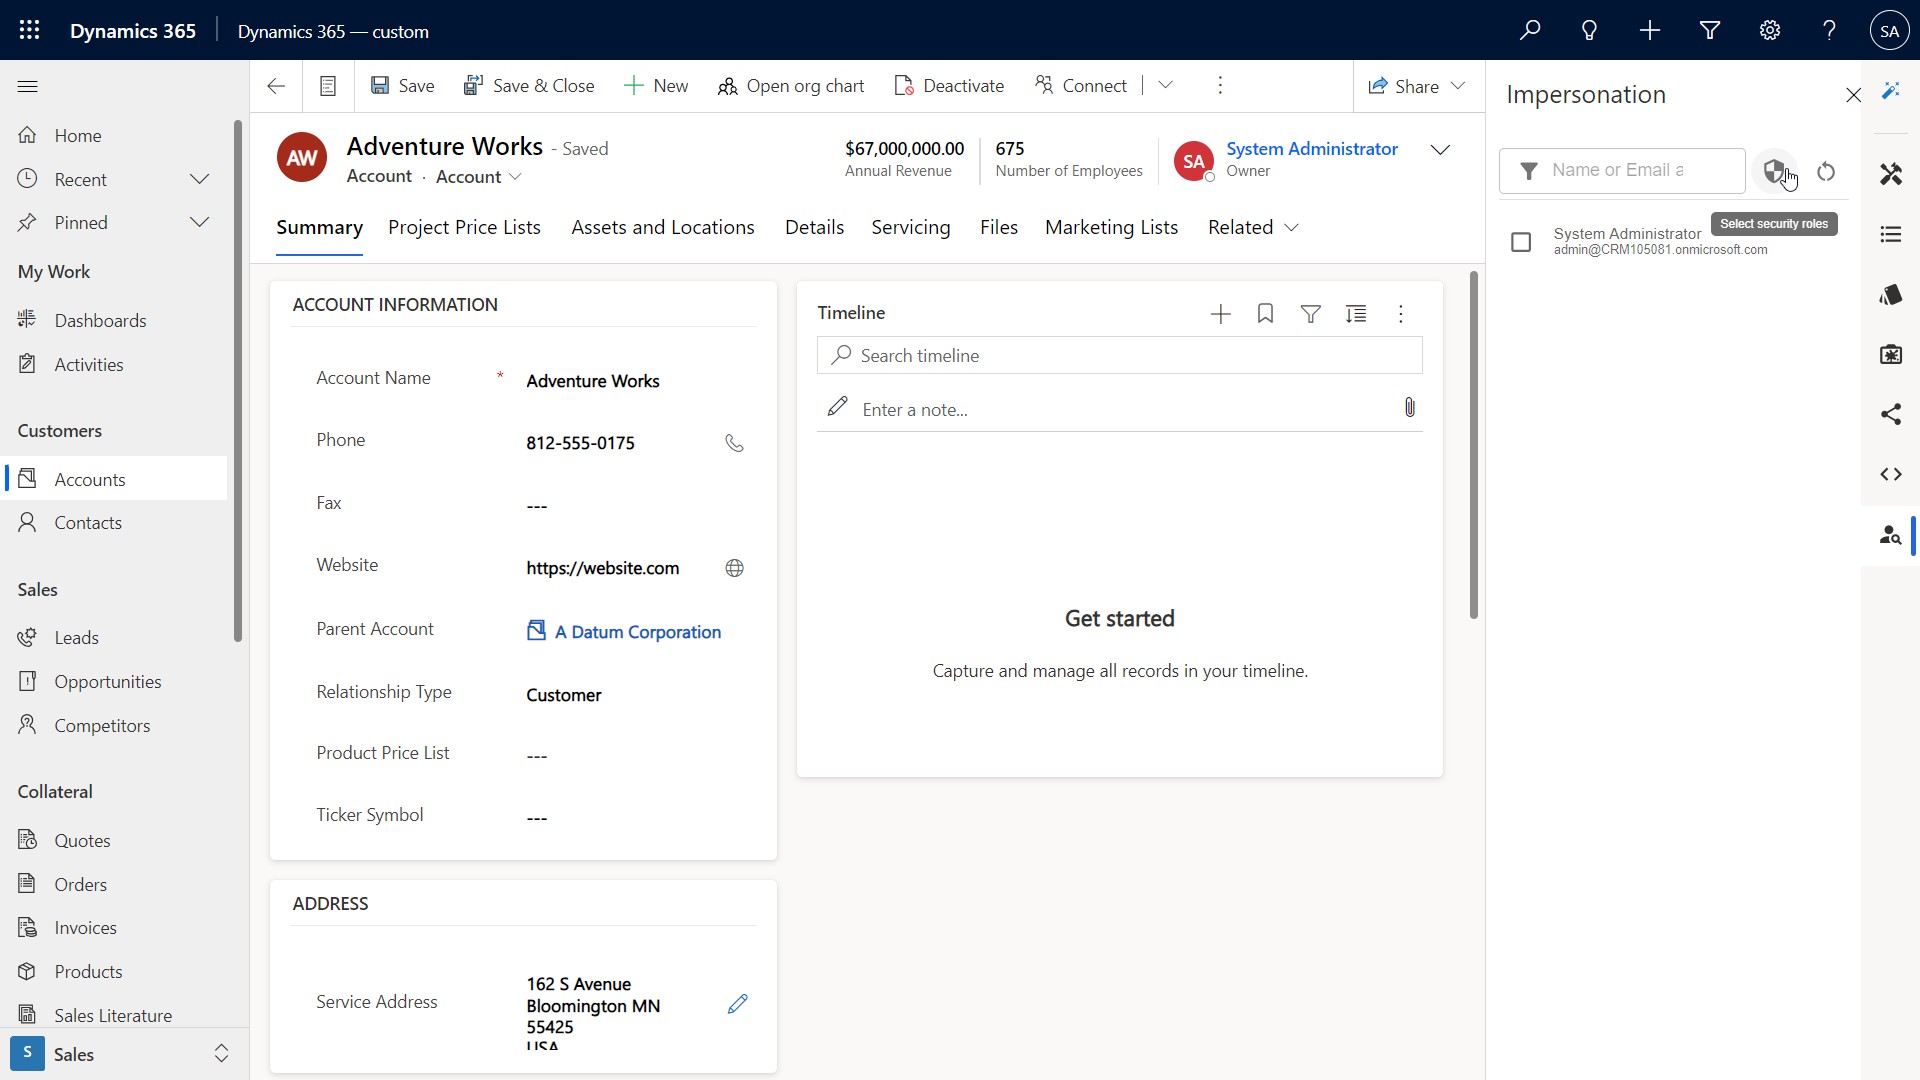 Dynamics 365
Dynamics 365 — custom
SA
Home
Recent
Pinned
My Work
Dashboards
Activities
Customers
Accounts
Contacts
Sales
Leads
Opportunities
Competitors
Collateral
Quotes
Orders
Invoices
Products
Sales Literature
S
Sales
Save
Save & Close
New
Open org chart
Deactivate
Connect
Share
AW
Adventure Works - Saved
Account · Account
$67,000,000.00
Annual Revenue
675
Number of Employees
SA
System Administrator
Owner
Summary
Project Price Lists
Assets and Locations
Details
Servicing
Files
Marketing Lists
Related
ACCOUNT INFORMATION
Account Name * Adventure Works
Phone 812-555-0175
Fax ---
Website https://website.com
Parent Account A Datum Corporation
Relationship Type Customer
Product Price List ---
Ticker Symbol ---
ADDRESS
Service Address
162 S Avenue
Bloomington MN
55425
USA
Timeline
Search timeline
Enter a note...
Get started
Capture and manage all records in your timeline.
Impersonation
Name or Email a
Select security roles
System Administrator
admin@CRM105081.onmicrosoft.com